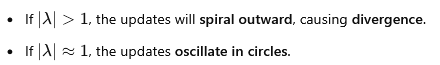 • If |λ| > 1, the updates will spiral outward, causing divergence.
• If |λ| ≈ 1, the updates oscillate in circles.